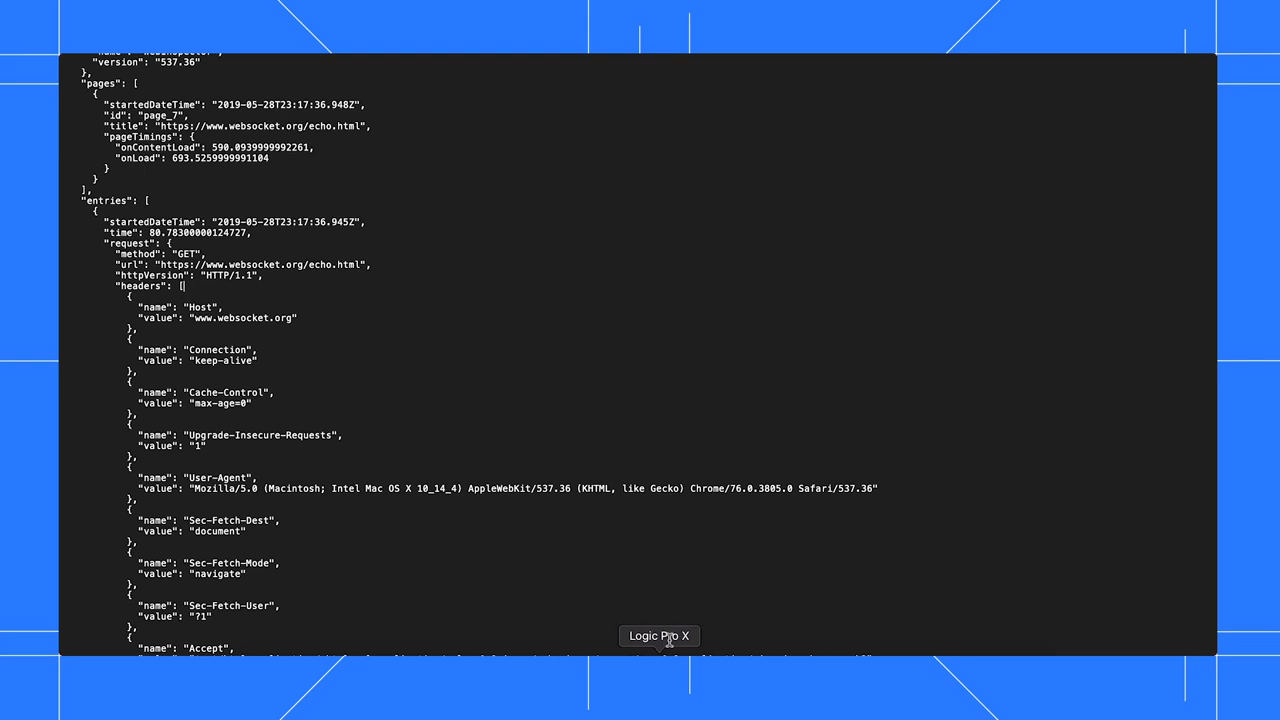 "version": "537.36"
},
"pages": [
{
"startedDateTime": "2019-05-28T23:17:36.948Z",
"id": "page_7",
"title": "https://www.websocket.org/echo.html",
"pageTimings": {
"onContentLoad": 590.0939999992261,
"onLoad": 693.5259999991104
}
}
],
"entries": [
{
"startedDateTime": "2019-05-28T23:17:36.945Z",
"time": 80.78300000124727,
"request": {
"method": "GET",
"url": "https://www.websocket.org/echo.html",
"httpVersion": "HTTP/1.1",
"headers": [
{
"name": "Host",
"value": "www.websocket.org"
},
{
"name": "Connection",
"value": "keep-alive"
},
{
"name": "Cache-Control",
"value": "max-age=0"
},
{
"name": "Upgrade-Insecure-Requests",
"value": "1"
},
{
"name": "User-Agent",
"value": "Mozilla/5.0 (Macintosh; Intel Mac OS X 10_14_4) AppleWebKit/537.36 (KHTML, like Gecko) Chrome/76.0.3805.0 Safari/537.36"
},
{
"name": "Sec-Fetch-Dest",
"value": "document"
},
{
"name": "Sec-Fetch-Mode",
"value": "navigate"
},
{
"name": "Sec-Fetch-User",
"value": "?1"
},
{
"name": "Accept",
Logic Pro X